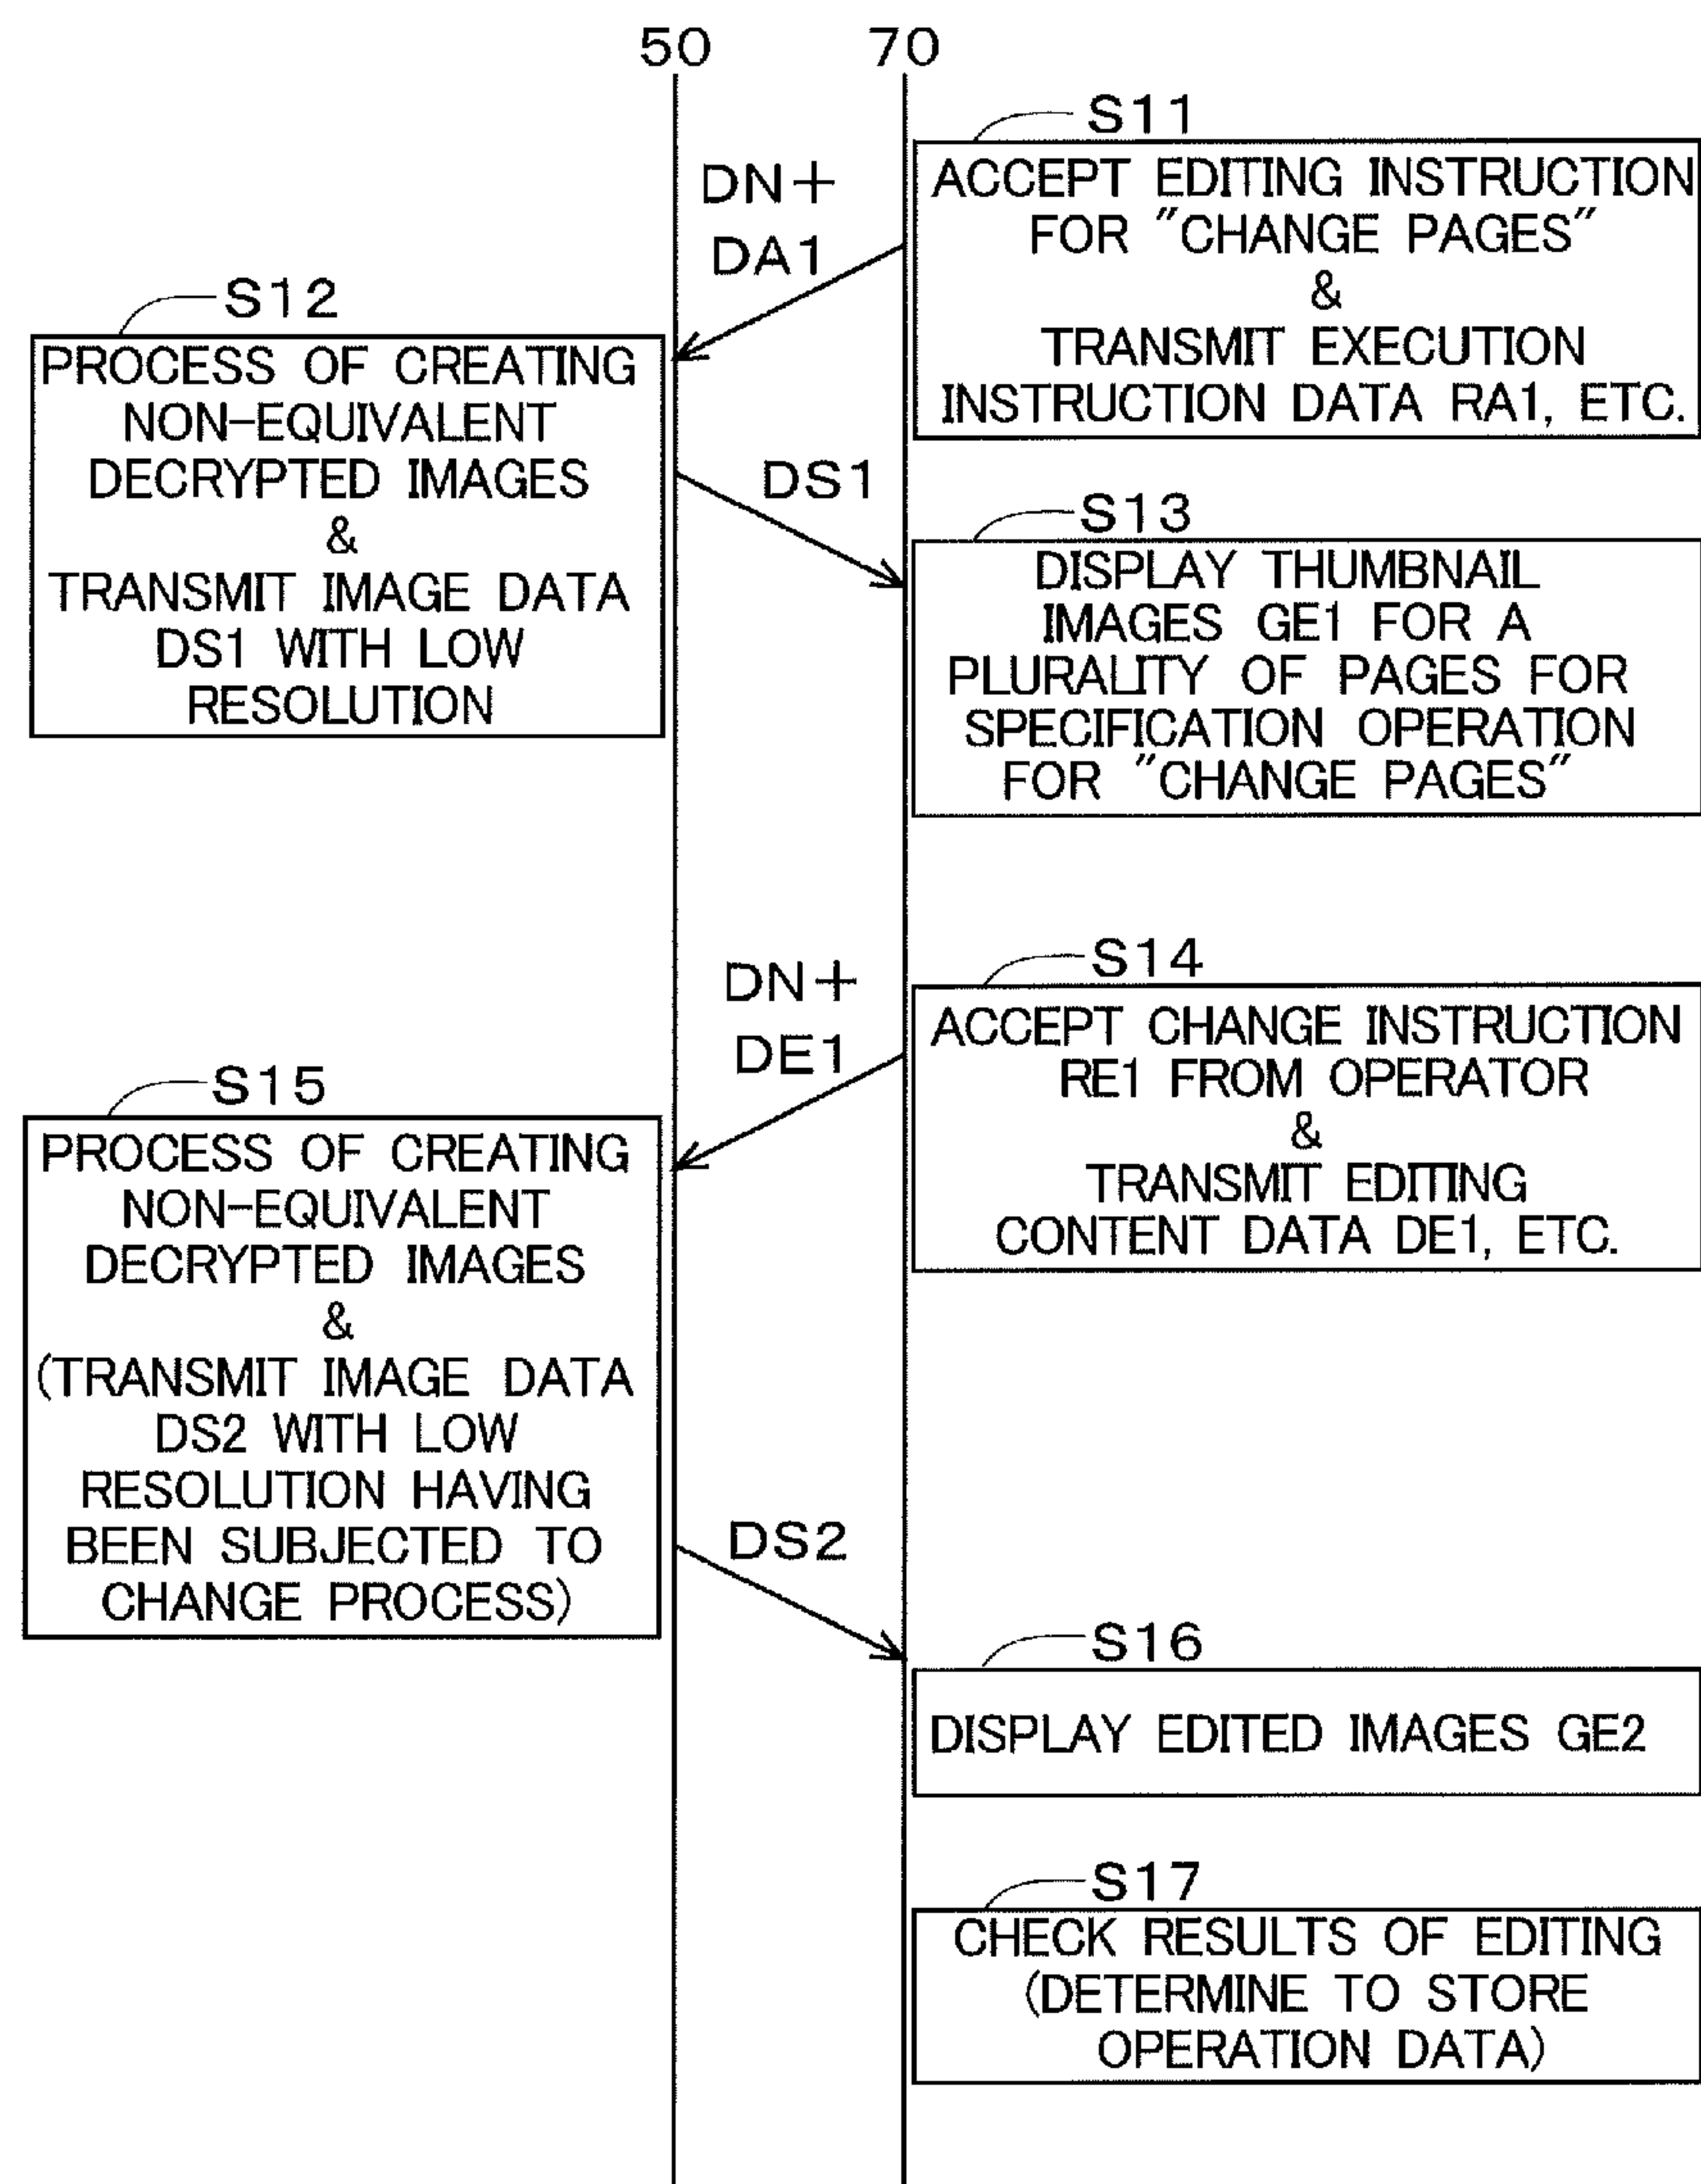 50
70
S11
ACCEPT EDITING INSTRUCTION
FOR "CHANGE PAGES"
&
TRANSMIT EXECUTION
INSTRUCTION DATA RA1, ETC.
DN+
DA1
S12
PROCESS OF CREATING
NON-EQUIVALENT
DECRYPTED IMAGES
&
TRANSMIT IMAGE DATA
DS1 WITH LOW
RESOLUTION
DS1
S13
DISPLAY THUMBNAIL
IMAGES GE1 FOR A
PLURALITY OF PAGES FOR
SPECIFICATION OPERATION
FOR "CHANGE PAGES"
S14
ACCEPT CHANGE INSTRUCTION
RE1 FROM OPERATOR
&
TRANSMIT EDITING
CONTENT DATA DE1, ETC.
DN+
DE1
S15
PROCESS OF CREATING
NON-EQUIVALENT
DECRYPTED IMAGES
&
(TRANSMIT IMAGE DATA
DS2 WITH LOW
RESOLUTION HAVING
BEEN SUBJECTED TO
CHANGE PROCESS)
DS2
S16
DISPLAY EDITED IMAGES GE2
S17
CHECK RESULTS OF EDITING
(DETERMINE TO STORE
OPERATION DATA)